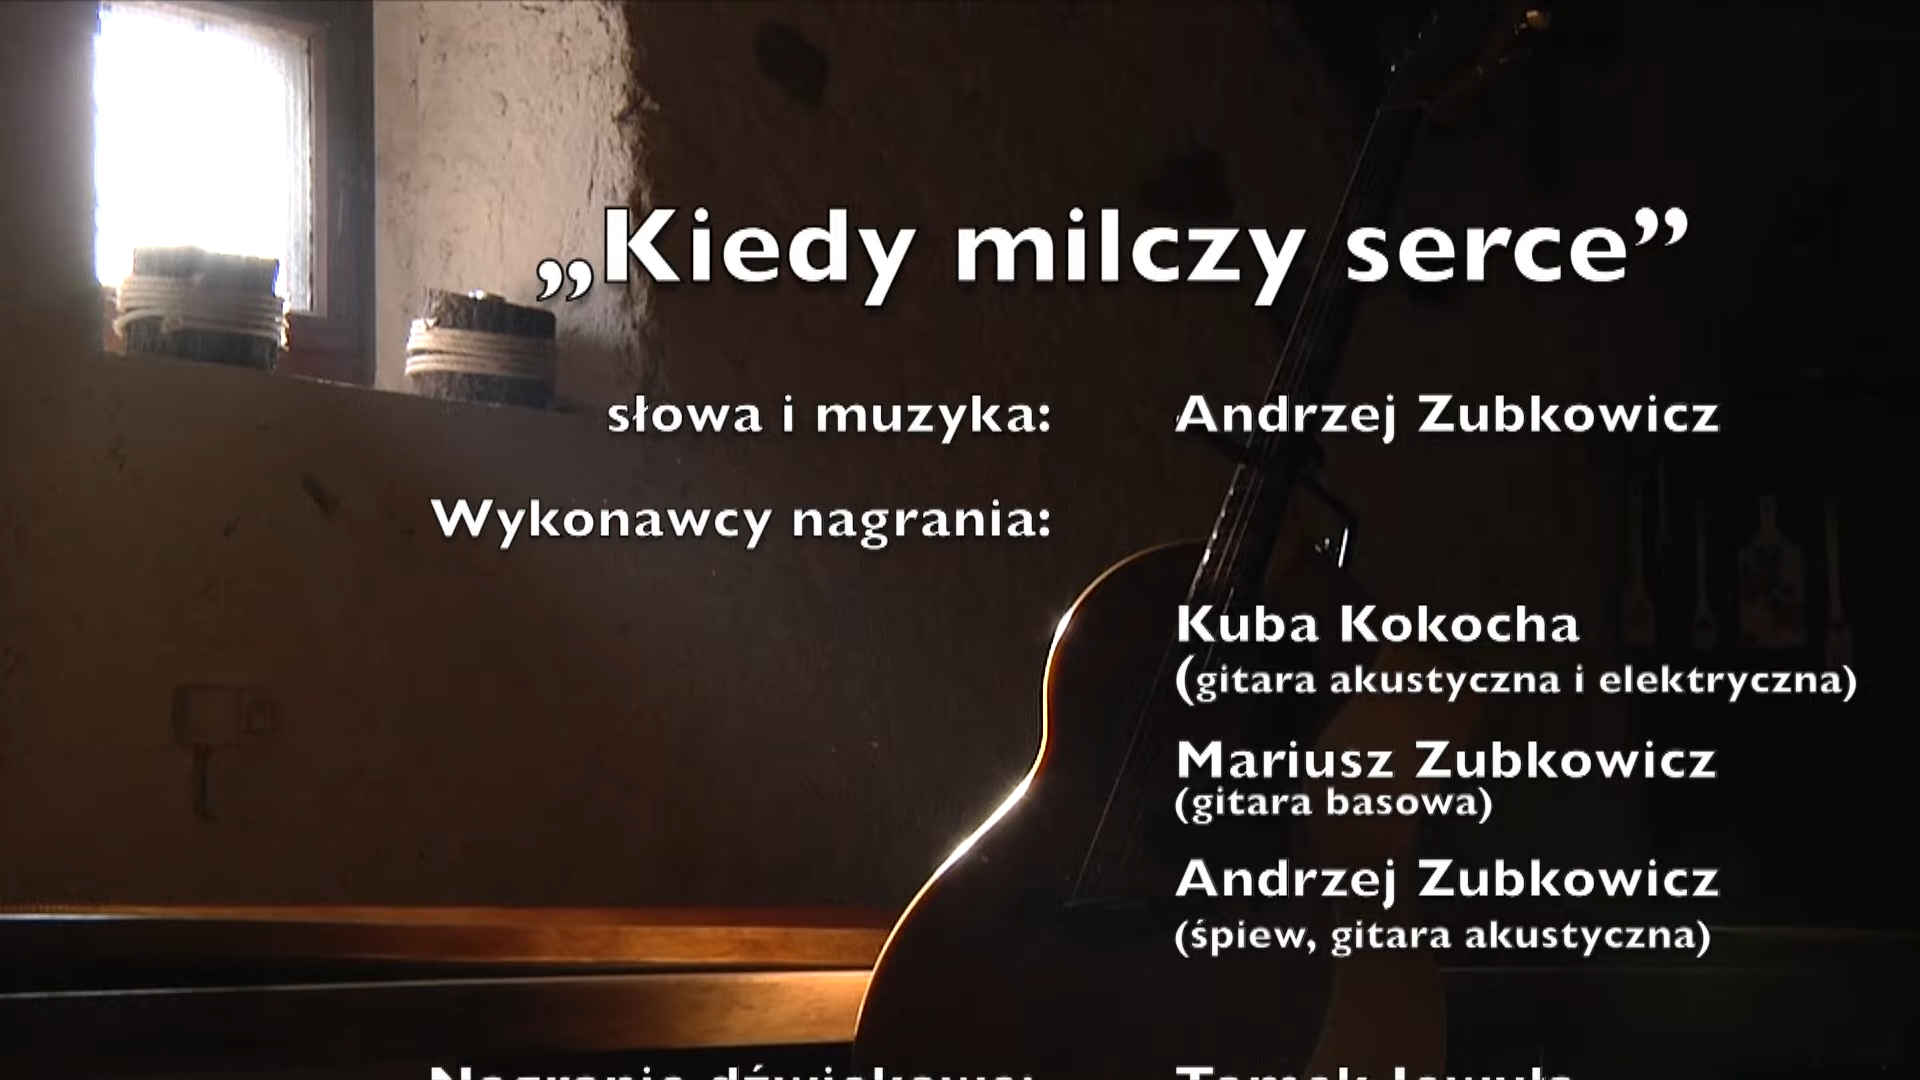 „Kiedy milczy serce”
słowa i muzyka: Andrzej Zubkowicz
Wykonawcy nagrania:
Kuba Kokocha
(gitara akustyczna i elektryczna)
Mariusz Zubkowicz
(gitara basowa)
Andrzej Zubkowicz
(śpiew, gitara akustyczna)